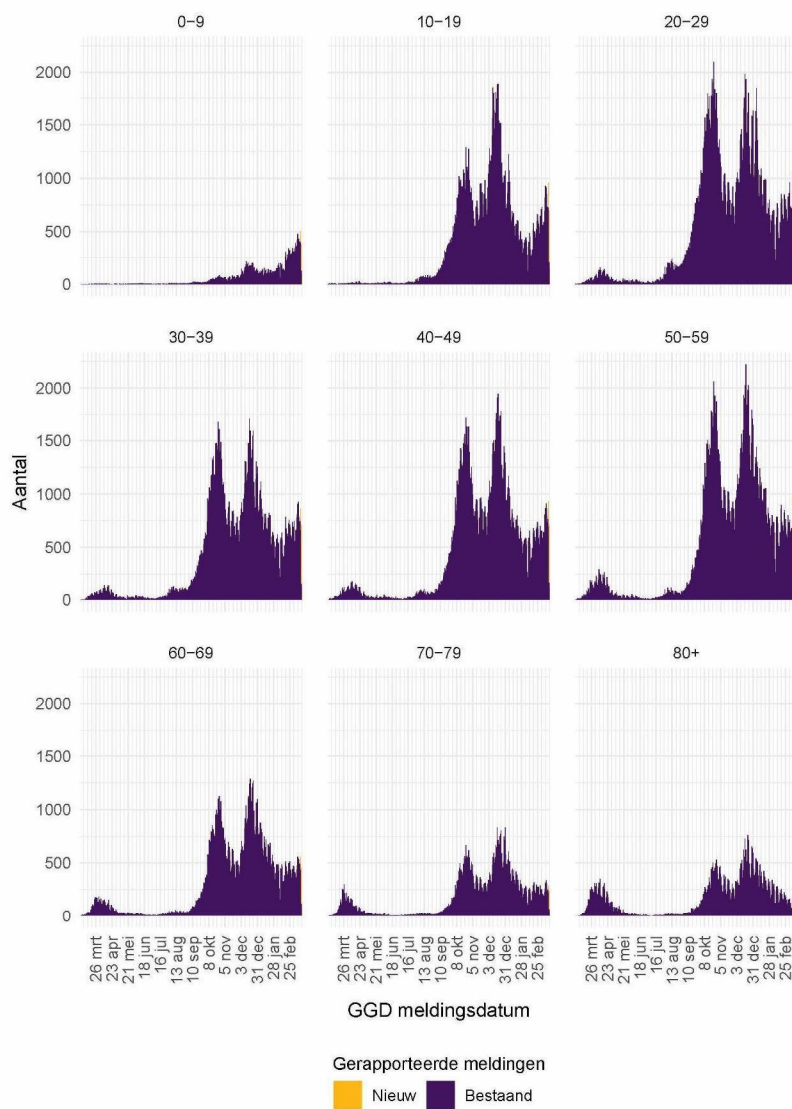 0−9
10−19
20−29
2000
1500
1000
500
0
30−39
40−49
50−59
2000
1500
1000
500
0
Aantal
60−69
70−79
80+
2000
1500
1000
500
0
26 mrt
23 apr
21 mei
18 jun
16 jul
13 aug
10 sep
8 okt
5 nov
3 dec
31 dec
28 jan
25 feb
26 mrt
23 apr
21 mei
18 jun
16 jul
13 aug
10 sep
8 okt
5 nov
3 dec
31 dec
28 jan
25 feb
26 mrt
23 apr
21 mei
18 jun
16 jul
13 aug
10 sep
8 okt
5 nov
3 dec
31 dec
28 jan
25 feb
GGD meldingsdatum
Gerapporteerde meldingen
Nieuw
Bestaand